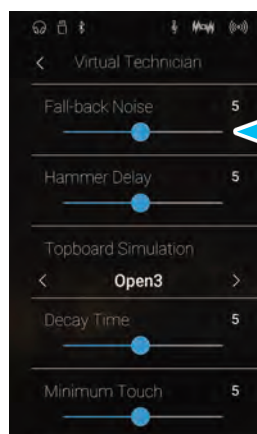 Virtual Technician
Fall-back Noise 5
Hammer Delay 5
Topboard Simulation
< Open3 >
Decay Time 5
Minimum Touch 5